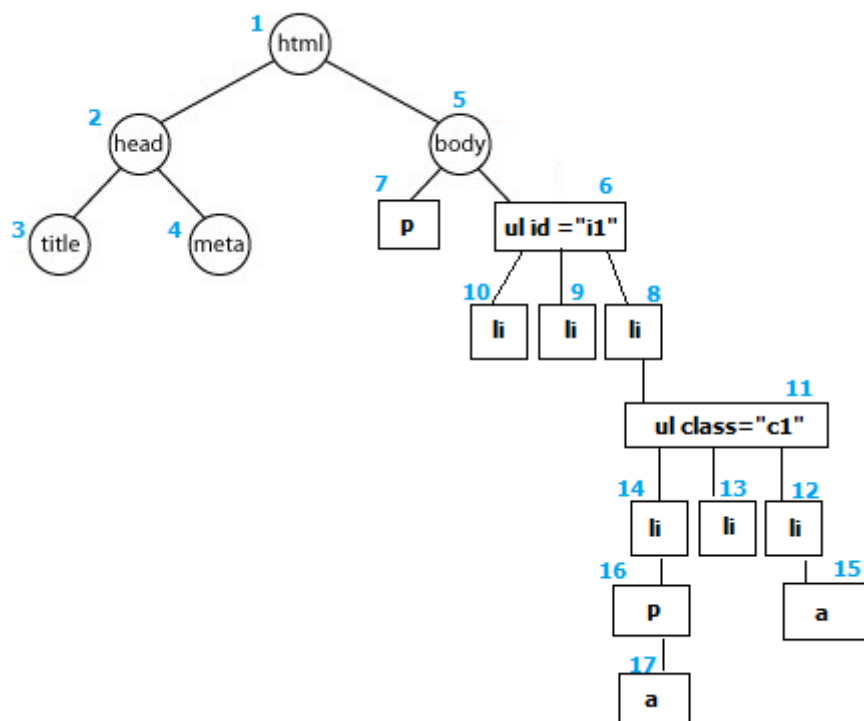 1
html
2
head
5
body
3
title
4
meta
7
p
6
ul id ="i1"
10
li
9
li
8
li
11
ul class="c1"
14
li
13
li
12
li
16
p
15
a
17
a